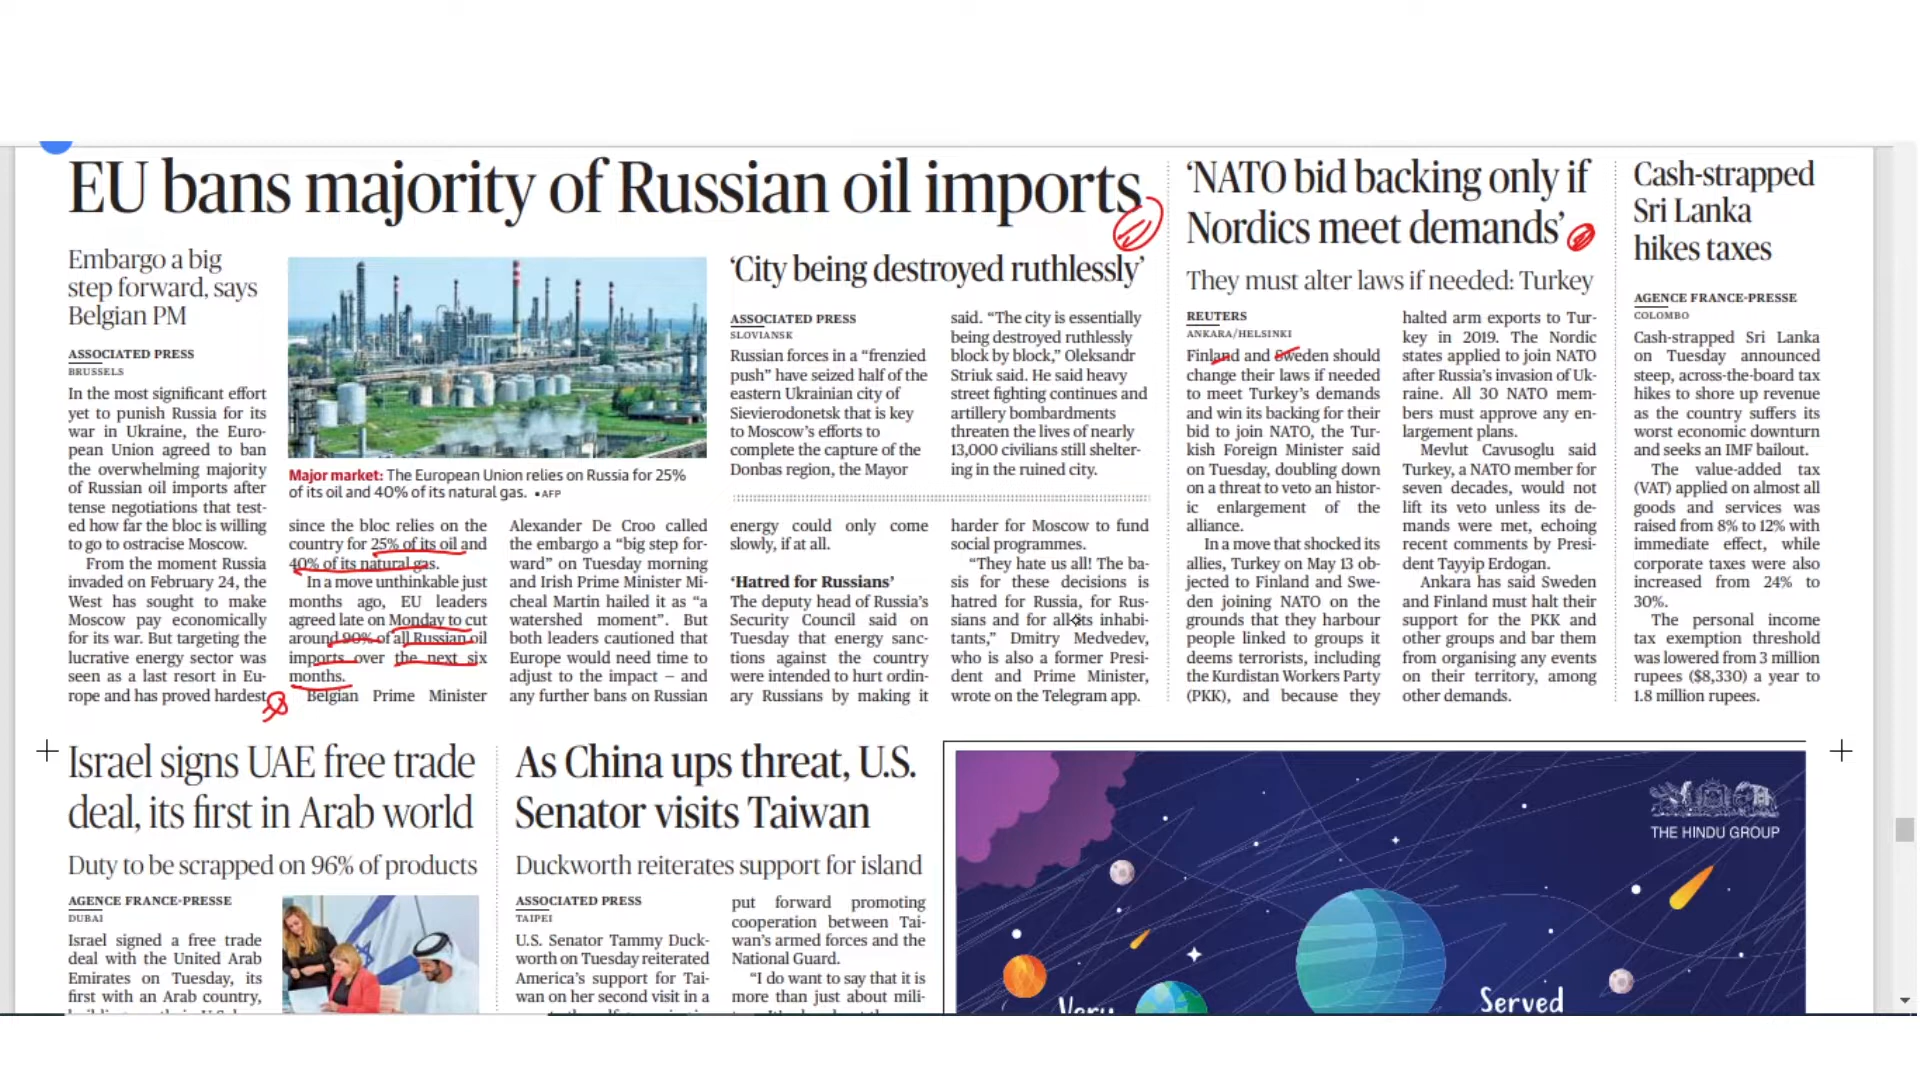 EU bans majority of Russian oil imports
Embargo a big
step forward, says
Belgian PM
ASSOCIATED PRESS
BRUSSELS
In the most significant effort
yet to punish Russia for its
war in Ukraine, the Euro-
pean Union agreed to ban
the overwhelming majority
of Russian oil imports after
tense negotiations that test-
ed how far the bloc is willing
to go to ostracise Moscow.
From the moment Russia
invaded on February 24, the
West has sought to make
Moscow pay economically
for its war. But targeting the
lucrative energy sector was
seen as a last resort in Eu-
rope and has proved hardest
Major market: The European Union relies on Russia for 25%
of its oil and 40% of its natural gas. ▪AFP
since the bloc relies on the
country for 25% of its oil and
40% of its natural gas.
In a move unthinkable just
months ago, EU leaders
agreed late on Monday to cut
around 90% of all Russian oil
imports over the next six
months.
Belgian Prime Minister
Alexander De Croo called
the embargo a “big step for-
ward” on Tuesday morning
and Irish Prime Minister Mi-
cheal Martin hailed it as “a
watershed moment”. But
both leaders cautioned that
Europe would need time to
adjust to the impact – and
any further bans on Russian
energy could only come
slowly, if at all.
‘Hatred for Russians’
The deputy head of Russia’s
Security Council said on
Tuesday that energy sanc-
tions against the country
were intended to hurt ordin-
ary Russians by making it
harder for Moscow to fund
social programmes.
“They hate us all! The ba-
sis for these decisions is
hatred for Russia, for Rus-
sians and for all its inhabi-
tants,” Dmitry Medvedev,
who is also a former Presi-
dent and Prime Minister,
wrote on the Telegram app.
‘City being destroyed ruthlessly’
ASSOCIATED PRESS
SLOVIANSK
Russian forces in a “frenzied
push” have seized half of the
eastern Ukrainian city of
Sievierodonetsk that is key
to Moscow’s efforts to
complete the capture of the
Donbas region, the Mayor
said. “The city is essentially
being destroyed ruthlessly
block by block,” Oleksandr
Striuk said. He said heavy
street fighting continues and
artillery bombardments
threaten the lives of nearly
13,000 civilians still shelter-
ing in the ruined city.
‘NATO bid backing only if
Nordics meet demands’
They must alter laws if needed: Turkey
REUTERS
ANKARA/HELSINKI
Finland and Sweden should
change their laws if needed
to meet Turkey’s demands
and win its backing for their
bid to join NATO, the Tur-
kish Foreign Minister said
on Tuesday, doubling down
on a threat to veto an histor-
ic enlargement of the
alliance.
In a move that shocked its
allies, Turkey on May 13 ob-
jected to Finland and Swe-
den joining NATO on the
grounds that they harbour
people linked to groups it
deems terrorists, including
the Kurdistan Workers Party
(PKK), and because they
halted arm exports to Tur-
key in 2019. The Nordic
states applied to join NATO
after Russia’s invasion of Uk-
raine. All 30 NATO mem-
bers must approve any en-
largement plans.
Mevlut Cavusoglu said
Turkey, a NATO member for
seven decades, would not
lift its veto unless its de-
mands were met, echoing
recent comments by Presi-
dent Tayyip Erdogan.
Ankara has said Sweden
and Finland must halt their
support for the PKK and
other groups and bar them
from organising any events
on their territory, among
other demands.
Cash-strapped
Sri Lanka
hikes taxes
AGENCE FRANCE-PRESSE
COLOMBO
Cash-strapped Sri Lanka
on Tuesday announced
steep, across-the-board tax
hikes to shore up revenue
as the country suffers its
worst economic downturn
and seeks an IMF bailout.
The value-added tax
(VAT) applied on almost all
goods and services was
raised from 8% to 12% with
immediate effect, while
corporate taxes were also
increased from 24% to
30%.
The personal income
tax exemption threshold
was lowered from 3 million
rupees ($8,330) a year to
1.8 million rupees.
Israel signs UAE free trade
deal, its first in Arab world
Duty to be scrapped on 96% of products
AGENCE FRANCE-PRESSE
DUBAI
Israel signed a free trade
deal with the United Arab
Emirates on Tuesday, its
first with an Arab country,
As China ups threat, U.S.
Senator visits Taiwan
Duckworth reiterates support for island
ASSOCIATED PRESS
TAIPEI
U.S. Senator Tammy Duck-
worth on Tuesday reiterated
America’s support for Tai-
wan on her second visit in a
put forward promoting
cooperation between Tai-
wan’s armed forces and the
National Guard.
“I do want to say that it is
more than just about mili-
THE HINDU GROUP
Very
Served